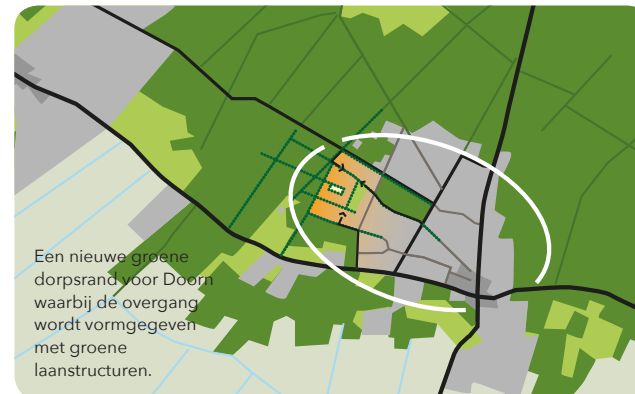 Een nieuwe groene
dorpsrand voor Doorn
waarbij de overgang
wordt vormgegeven
met groene
laanstructuren.